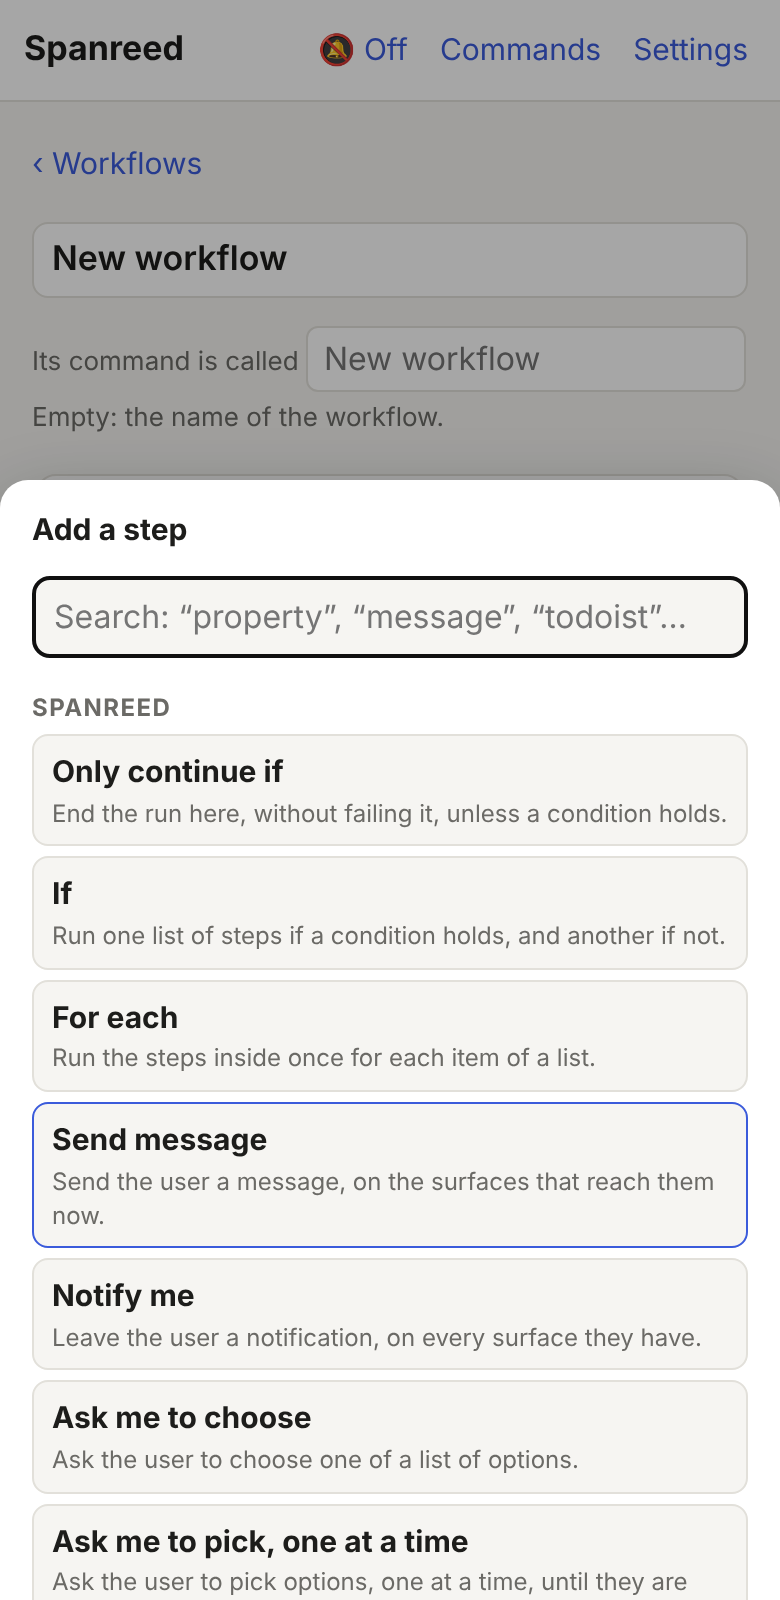 Spanreed
Off
Commands
Settings
‹ Workflows
New workflow
Its command is called
New workflow
Empty: the name of the workflow.
Add a step
Search: “property”, “message”, “todoist”…
SPANREED
Only continue if
End the run here, without failing it, unless a condition holds.
If
Run one list of steps if a condition holds, and another if not.
For each
Run the steps inside once for each item of a list.
Send message
Send the user a message, on the surfaces that reach them
now.
Notify me
Leave the user a notification, on every surface they have.
Ask me to choose
Ask the user to choose one of a list of options.
Ask me to pick, one at a time
Ask the user to pick options, one at a time, until they are